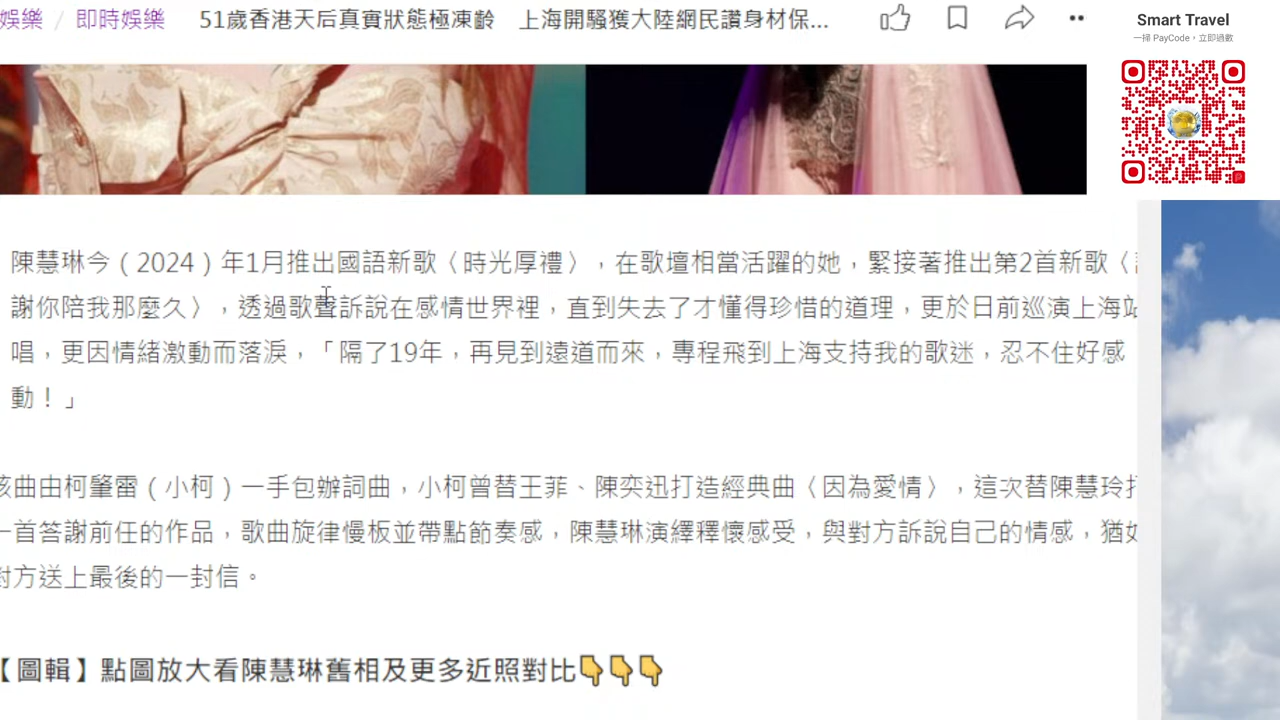 娛樂 / 即時娛樂 51歲香港天后真實狀態極凍齡 上海開騷獲大陸網民讚身材保...
Smart Travel
一掃 PayCode，立即過數
陳慧琳今（2024）年1月推出國語新歌〈時光厚禮〉，在歌壇相當活躍的她，緊接著推出第2首新歌〈
謝你陪我那麼久〉，透過歌聲訴說在感情世界裡，直到失去了才懂得珍惜的道理，更於日前巡演上海站
唱，更因情緒激動而落淚，「隔了19年，再見到遠道而來，專程飛到上海支持我的歌迷，忍不住好感
動！」
該曲由柯肇雷（小柯）一手包辦詞曲，小柯曾替王菲、陳奕迅打造經典曲〈因為愛情〉，這次替陳慧玲打
一首答謝前任的作品，歌曲旋律慢板並帶點節奏感，陳慧琳演繹釋懷感受，與對方訴說自己的情感，猶如
對方送上最後的一封信。
【圖輯】點圖放大看陳慧琳舊相及更多近照對比👇👇👇